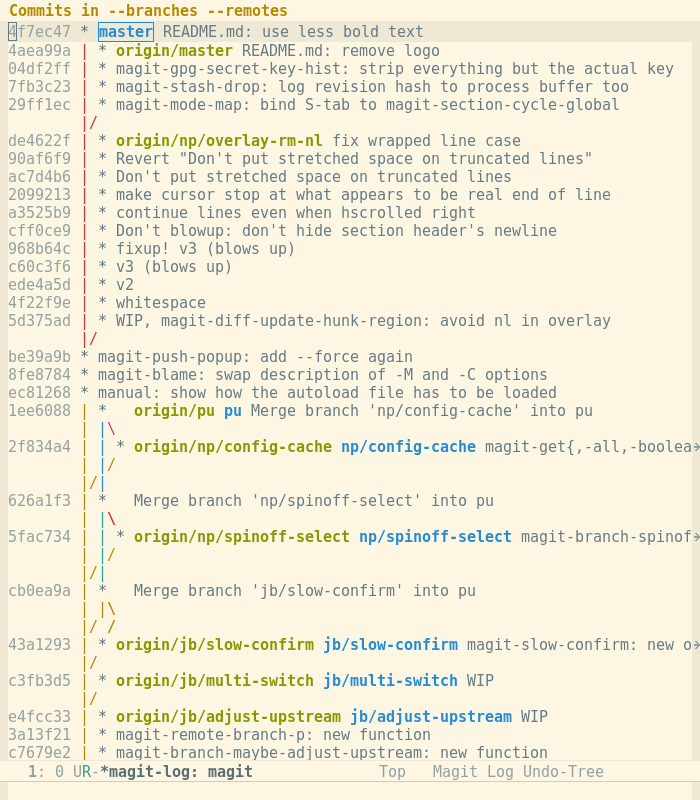 Commits in --branches --remotes
4f7ec47 * master README.md: use less bold text
4aea99a | * origin/master README.md: remove logo
04df2ff | * magit-gpg-secret-key-hist: strip everything but the actual key
7fb3c23 | * magit-stash-drop: log revision hash to process buffer too
29ff1ec | * magit-mode-map: bind S-tab to magit-section-cycle-global
|/
de4622f | * origin/np/overlay-rm-nl fix wrapped line case
90af6f9 | * Revert "Don't put stretched space on truncated lines"
ac7d4b6 | * Don't put stretched space on truncated lines
2099213 | * make cursor stop at what appears to be real end of line
a3525b9 | * continue lines even when hscrolled right
cff0ce9 | * Don't blowup: don't hide section header's newline
968b64c | * fixup! v3 (blows up)
c60c3f6 | * v3 (blows up)
ede4a5d | * v2
4f22f9e | * whitespace
5d375ad | * WIP, magit-diff-update-hunk-region: avoid nl in overlay
|/
be39a9b * magit-push-popup: add --force again
8fe8784 * magit-blame: swap description of -M and -C options
ec81268 * manual: show how the autoload file has to be loaded
1ee6088 | *   origin/pu pu Merge branch 'np/config-cache' into pu
| |\
2f834a4 | | * origin/np/config-cache np/config-cache magit-get{,-all,-boolea→
| |/
|/|
626a1f3 | *   Merge branch 'np/spinoff-select' into pu
| |\
5fac734 | | * origin/np/spinoff-select np/spinoff-select magit-branch-spinof→
| |/
|/|
cb0ea9a | *   Merge branch 'jb/slow-confirm' into pu
| |\
|/ /
43a1293 | * origin/jb/slow-confirm jb/slow-confirm magit-slow-confirm: new o→
|/
c3fb3d5 | * origin/jb/multi-switch jb/multi-switch WIP
|/
e4fcc33 | * origin/jb/adjust-upstream jb/adjust-upstream WIP
3a13f21 | * magit-remote-branch-p: new function
c7679e2 | * magit-branch-maybe-adjust-upstream: new function
1: 0 UR-*magit-log: magit Top Magit Log Undo-Tree